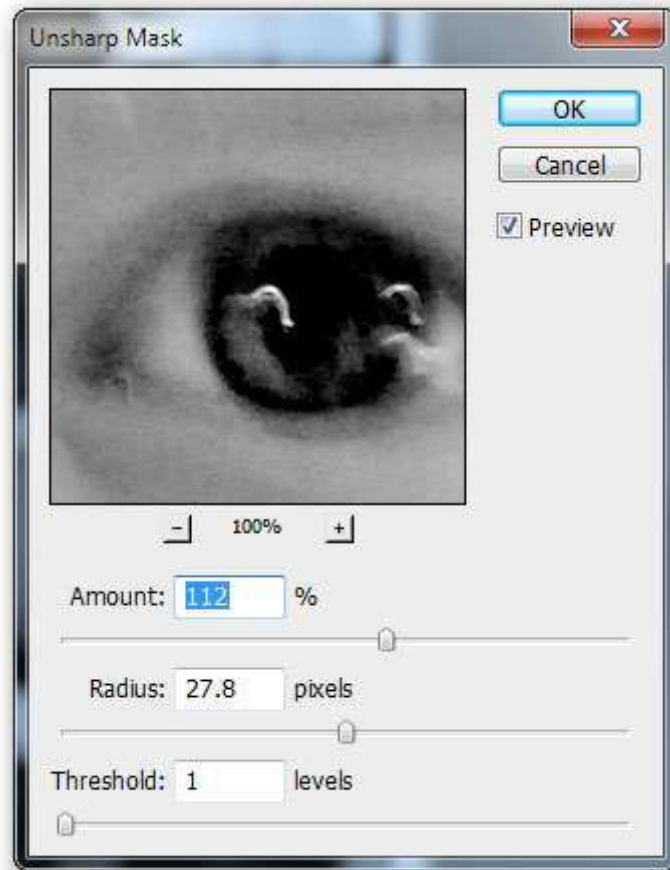 Unsharp Mask
OK
Cancel
Preview
- 100% +
Amount: 112 %
Radius: 27.8 pixels
Threshold: 1 levels